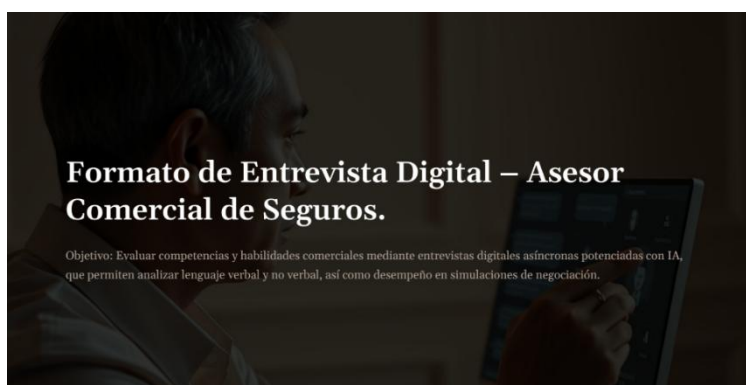 Formato de Entrevista Digital – Asesor
Comercial de Seguros.
Objetivo: Evaluar competencias y habilidades comerciales mediante entrevistas digitales asíncronas potenciadas con IA,
que permiten analizar lenguaje verbal y no verbal, así como desempeño en simulaciones de negociación.